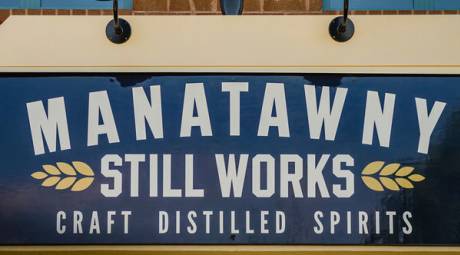 MANATAWNY
STILL WORKS
CRAFT DISTILLED SPIRITS